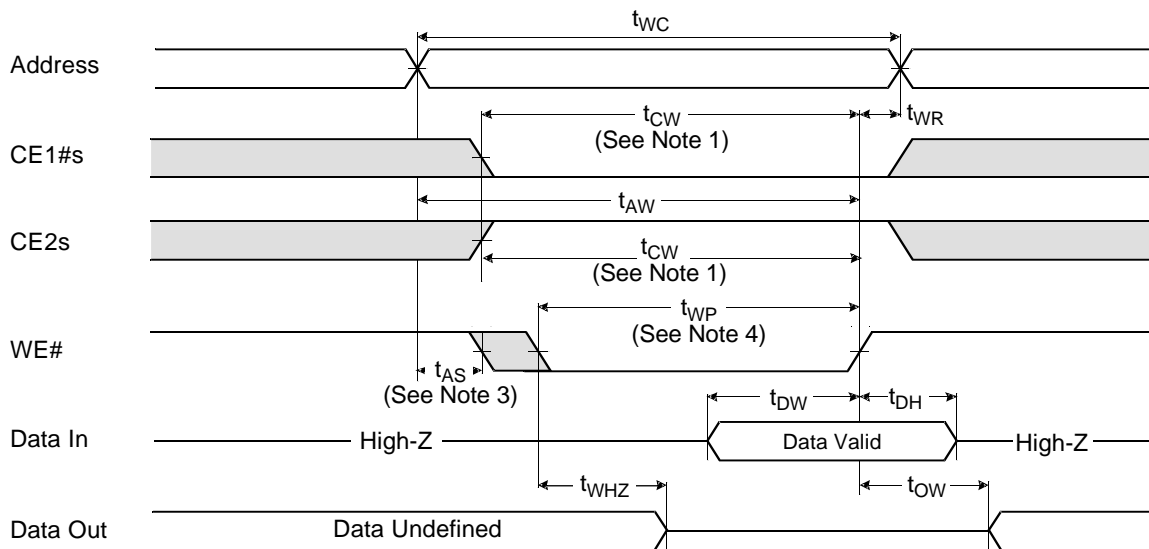 tWC
Address
tCW
(See Note 1)
tWR
CE1#s
tAW
CE2s
tCW
(See Note 1)
tWP
(See Note 4)
WE#
tAS
(See Note 3)
tDW
tDH
Data In
High-Z
Data Valid
High-Z
tWHZ
tOW
Data Out
Data Undefined